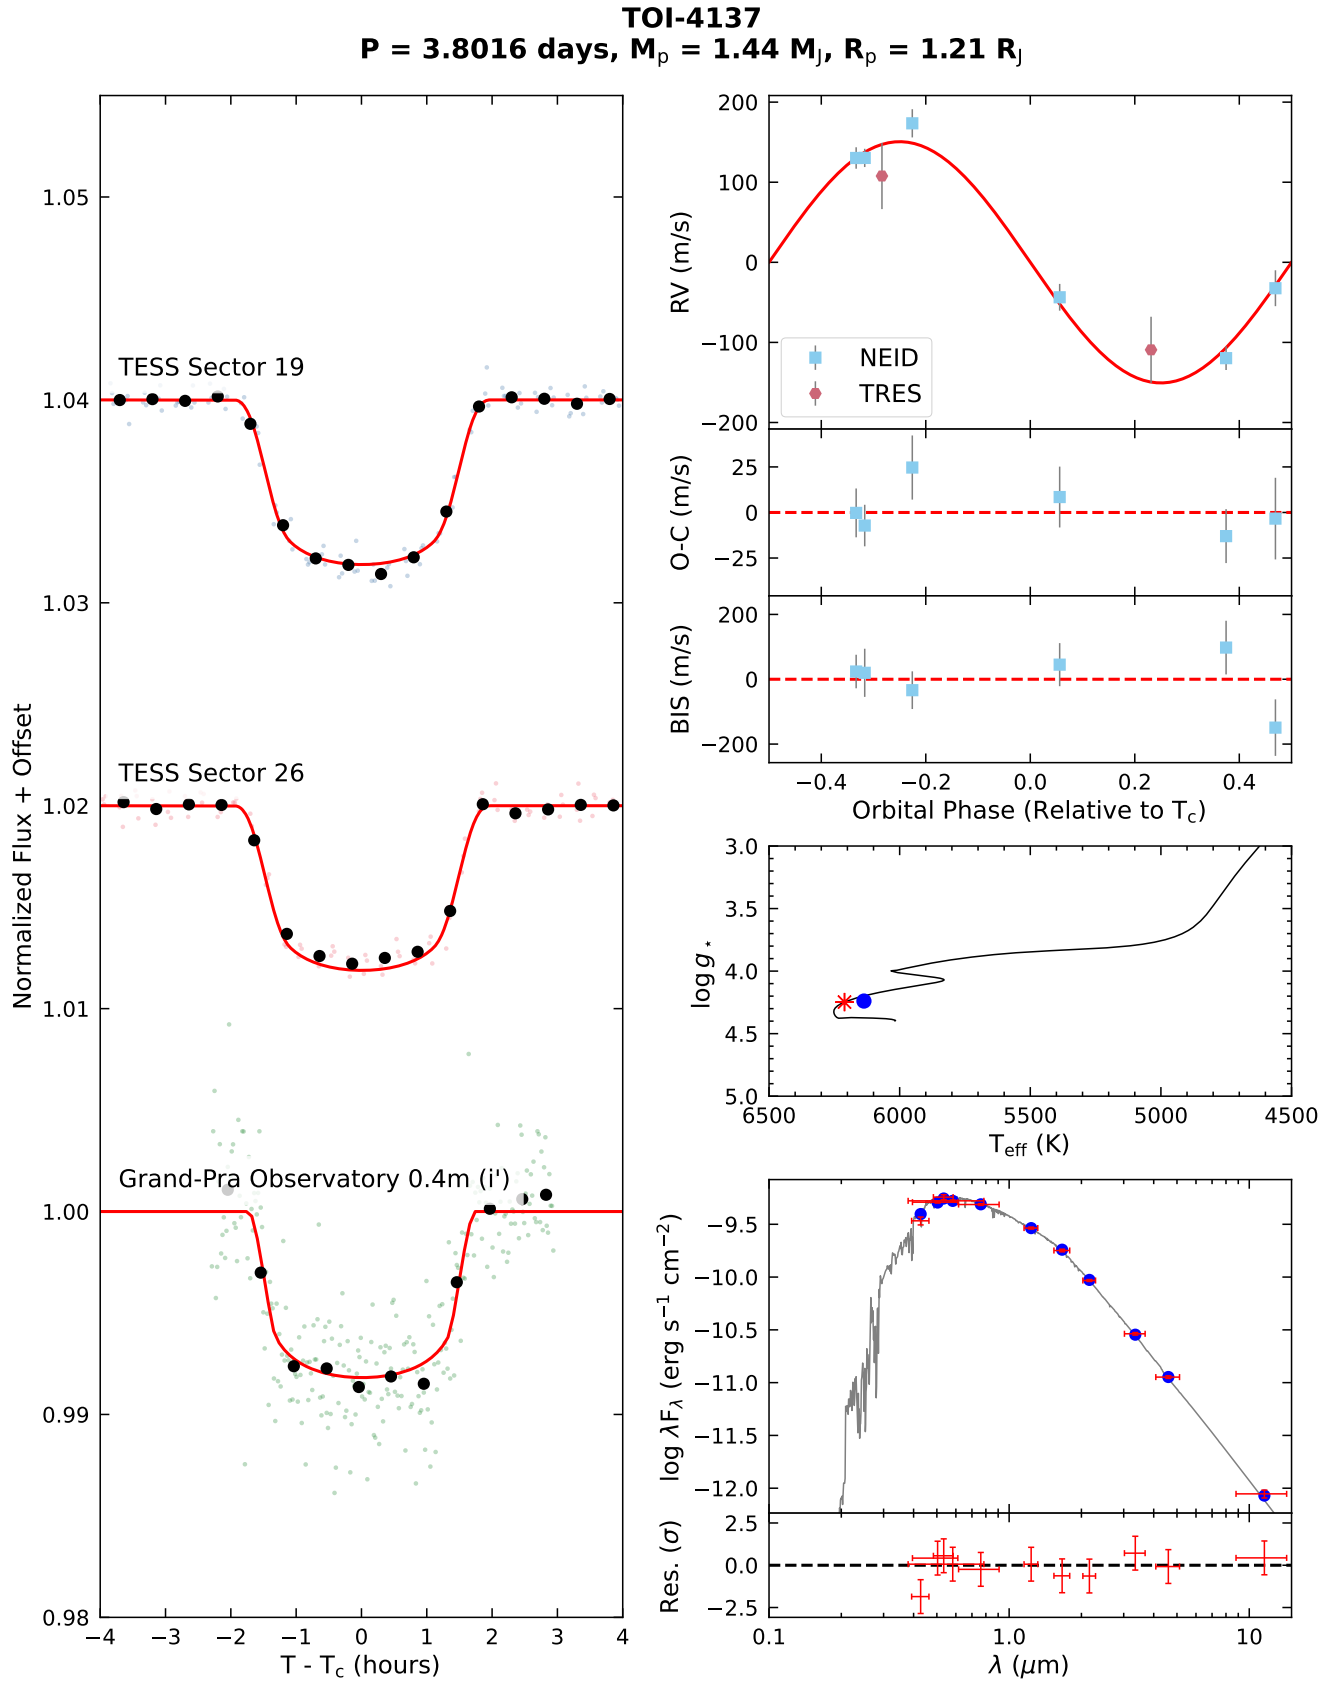 TOI-4137
P = 3.8016 days, Mp = 1.44 MJ, Rp = 1.21 RJ
Normalized Flux + Offset
1.05
1.04
1.03
1.02
1.01
1.00
0.99
0.98
TESS Sector 19
TESS Sector 26
Grand-Pra Observatory 0.4m (i')
−4 −3 −2 −1 0 1 2 3 4
T - Tc (hours)
RV (m/s)
200
100
0
−100
−200
NEID
TRES
O-C (m/s)
25
0
−25
BIS (m/s)
200
0
−200
−0.4 −0.2 0.0 0.2 0.4
Orbital Phase (Relative to Tc)
log g⋆
3.0
3.5
4.0
4.5
5.0
6500 6000 5500 5000 4500
Teff (K)
log λFλ (erg s−1 cm−2)
−9.5
−10.0
−10.5
−11.0
−11.5
−12.0
Res. (σ)
2.5
0.0
−2.5
0.1 1.0 10
λ (μm)